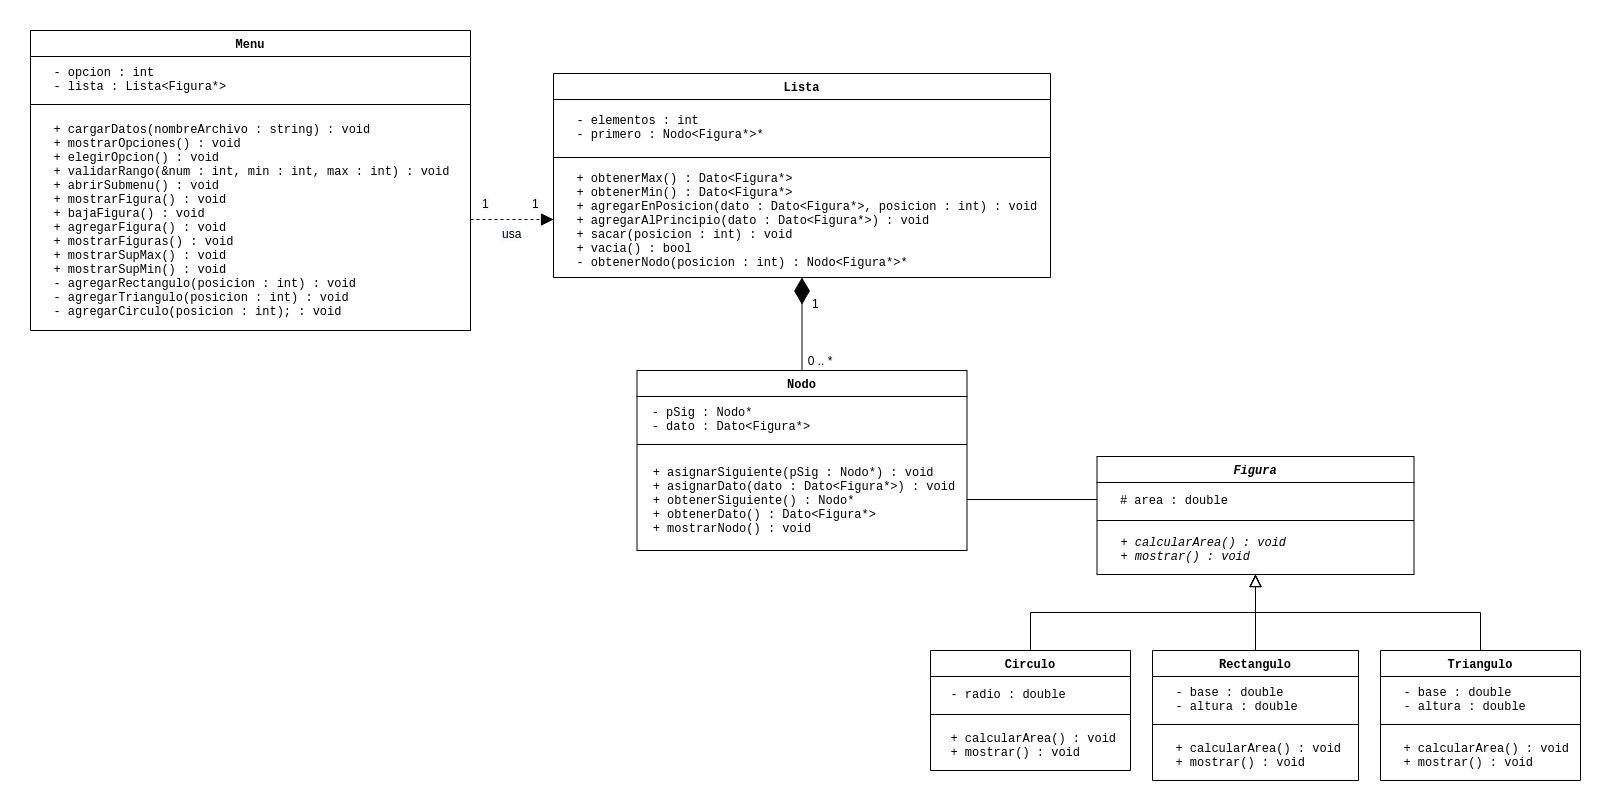 Menu
- opcion : int
- lista : Lista<Figura*>
+ cargarDatos(nombreArchivo : string) : void
+ mostrarOpciones() : void
+ elegirOpcion() : void
+ validarRango(&num : int, min : int, max : int) : void
+ abrirSubmenu() : void
+ mostrarFigura() : void
+ bajaFigura() : void
+ agregarFigura() : void
+ mostrarFiguras() : void
+ mostrarSupMax() : void
+ mostrarSupMin() : void
- agregarRectangulo(posicion : int) : void
- agregarTriangulo(posicion : int) : void
- agregarCirculo(posicion : int); : void
1
1
usa
Lista
- elementos : int
- primero : Nodo<Figura*>*
+ obtenerMax() : Dato<Figura*>
+ obtenerMin() : Dato<Figura*>
+ agregarEnPosicion(dato : Dato<Figura*>, posicion : int) : void
+ agregarAlPrincipio(dato : Dato<Figura*>) : void
+ sacar(posicion : int) : void
+ vacia() : bool
- obtenerNodo(posicion : int) : Nodo<Figura*>*
1
0 .. *
Nodo
- pSig : Nodo*
- dato : Dato<Figura*>
+ asignarSiguiente(pSig : Nodo*) : void
+ asignarDato(dato : Dato<Figura*>) : void
+ obtenerSiguiente() : Nodo*
+ obtenerDato() : Dato<Figura*>
+ mostrarNodo() : void
Figura
# area : double
+ calcularArea() : void
+ mostrar() : void
Circulo
- radio : double
+ calcularArea() : void
+ mostrar() : void
Rectangulo
- base : double
- altura : double
+ calcularArea() : void
+ mostrar() : void
Triangulo
- base : double
- altura : double
+ calcularArea() : void
+ mostrar() : void